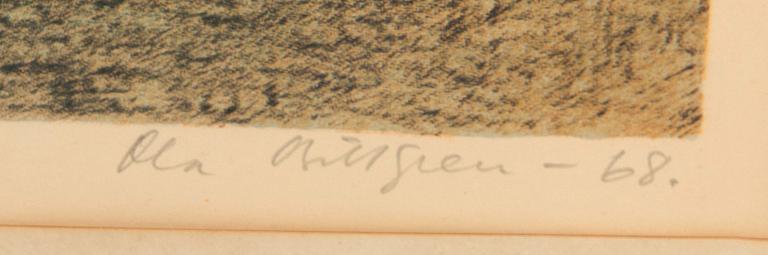 Ola Billgren - 68.